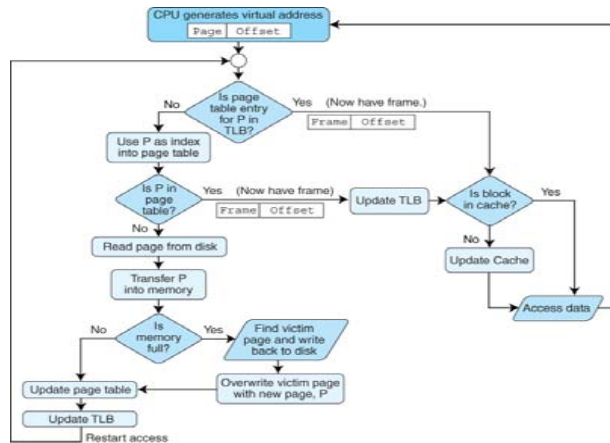 CPU generates virtual address
Page Offset
Is page
table entry
for P in
TLB?
No
Yes (Now have frame.)
Frame Offset
Use P as index
into page table
Is P in
page
table?
Yes (Now have frame)
Frame Offset
Update TLB
Is block
in cache?
Yes
No
Update Cache
Access data
No
Read page from disk
Transfer P
into memory
Is
memory
full?
No
Yes
Find victim
page and write
back to disk
Overwrite victim page
with new page, P
Update page table
Update TLB
Restart access